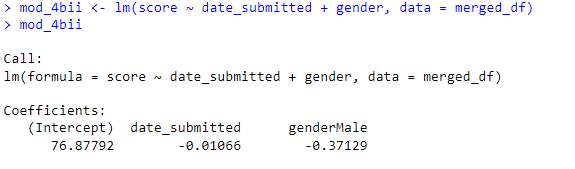 > mod_4bii <- lm(score ~ date_submitted + gender, data = merged_df)
> mod_4bii
Call:
lm(formula = score ~ date_submitted + gender, data = merged_df)
Coefficients:
(Intercept)  date_submitted      genderMale
76.87792        -0.01066        -0.37129